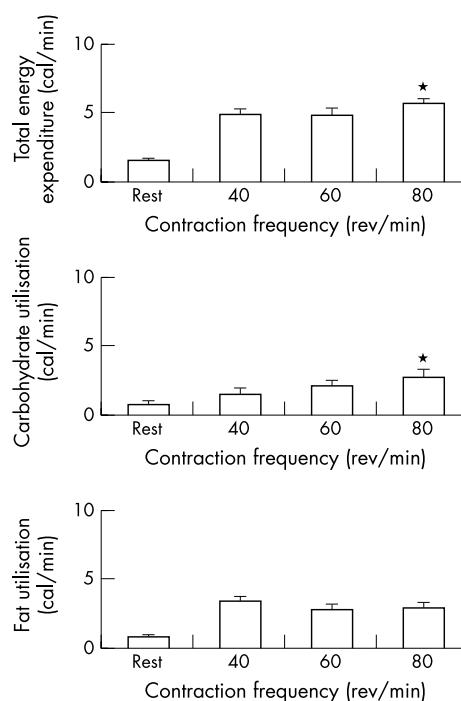 Total energy
expenditure (cal/min)
10
5
0
★
Rest 40 60 80
Contraction frequency (rev/min)
Carbohydrate utilisation
(cal/min)
10
5
0
★
Rest 40 60 80
Contraction frequency (rev/min)
Fat utilisation
(cal/min)
10
5
0
Rest 40 60 80
Contraction frequency (rev/min)